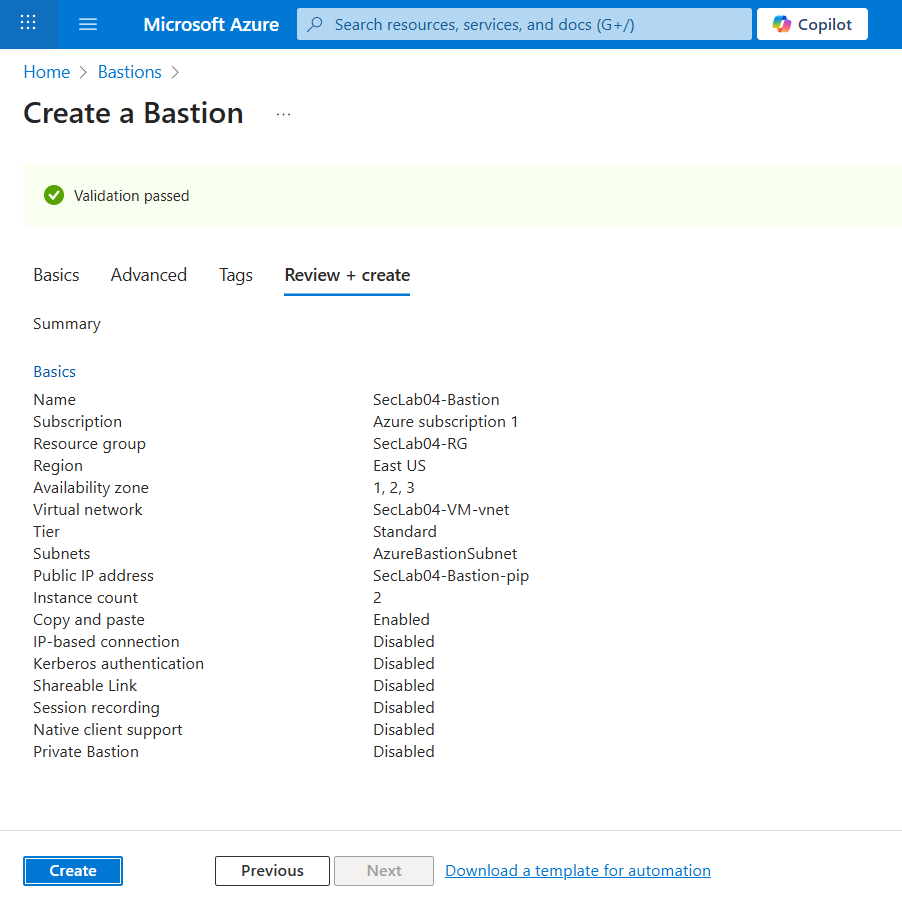 Microsoft Azure
Search resources, services, and docs (G+/)
Copilot
Home > Bastions >
Create a Bastion ...
Validation passed
Basics Advanced Tags Review + create
Summary
Basics
Name SecLab04-Bastion
Subscription Azure subscription 1
Resource group SecLab04-RG
Region East US
Availability zone 1, 2, 3
Virtual network SecLab04-VM-vnet
Tier Standard
Subnets AzureBastionSubnet
Public IP address SecLab04-Bastion-pip
Instance count 2
Copy and paste Enabled
IP-based connection Disabled
Kerberos authentication Disabled
Shareable Link Disabled
Session recording Disabled
Native client support Disabled
Private Bastion Disabled
Create Previous Next Download a template for automation